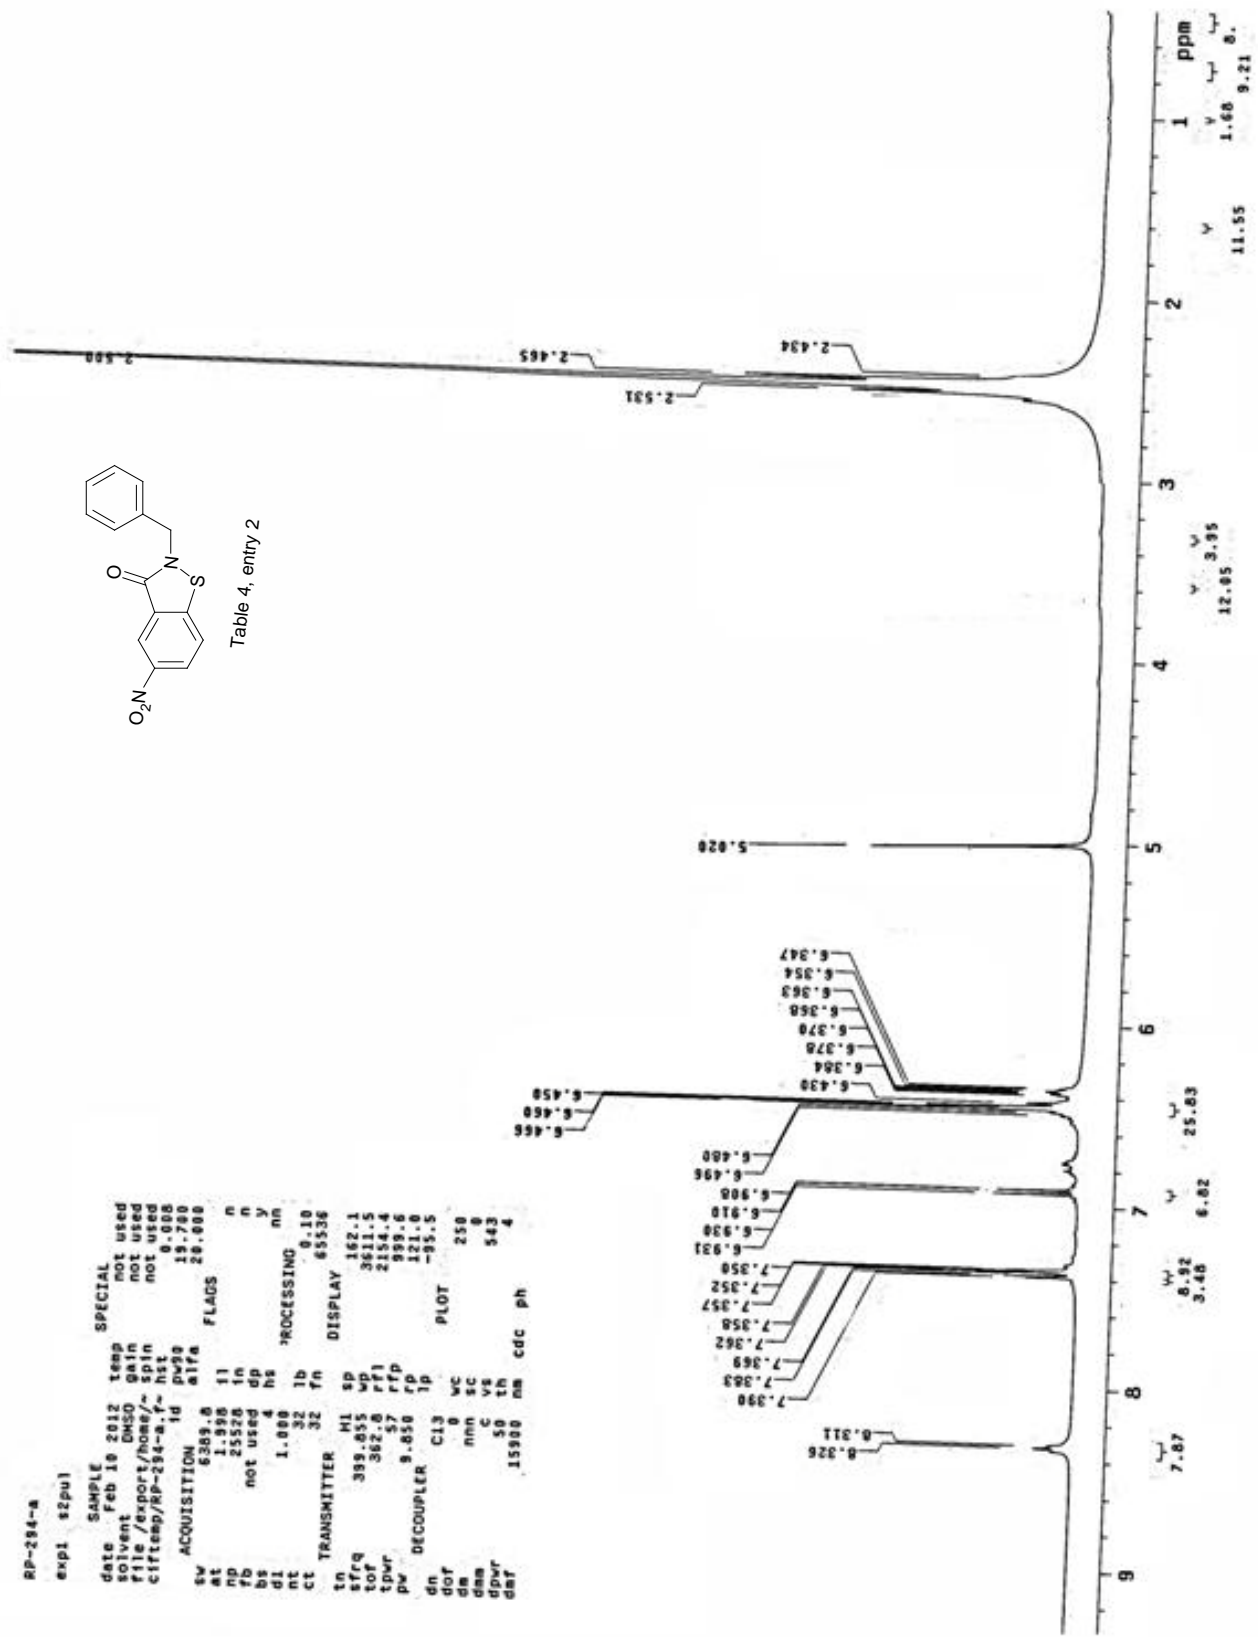 RP-294-a
exp1 s2pul
SAMPLE
date Feb 10 2012
solvent DMSO
file /export/home/~
ciftemp/RP-294-a.f~
id
ACQUISITION
sw 6389.8
at 1.998
np 25528
fb not used
bs 4
d1 1.000
nt 32
ct 32
TRANSMITTER
tn H1
sfrq 399.855
tof 362.8
tpwr 57
pw 9.850
DECOUPLER
dn C13
dof 0
dm nnn
dmm c
dpwr 50
dmf 15900
SPECIAL
temp not used
gain not used
spin not used
hst 0.008
pw90 19.700
alfa 20.000
FLAGS
il n
in n
dp y
hs nn
PROCESSING
lb 0.10
fn 65536
DISPLAY
sp 162.1
wp 3611.5
rfl 2154.4
rfp 999.6
rp 121.0
lp -95.5
PLOT
wc 250
sc 0
vs 543
th 4
nm cdc ph
O2N
O
N
S
Table 4, entry 2
8.326
8.311
7.390
7.383
7.369
7.362
7.358
7.357
7.352
7.350
6.931
6.930
6.910
6.908
6.496
6.480
6.466
6.460
6.450
6.430
6.384
6.378
6.370
6.368
6.363
6.354
6.347
5.020
2.531
2.500
2.465
2.434
9 8 7 6 5 4 3 2 1 ppm
7.87
8.92
3.48
6.82
25.83
12.05
3.95
11.55
1.68
9.21
8.